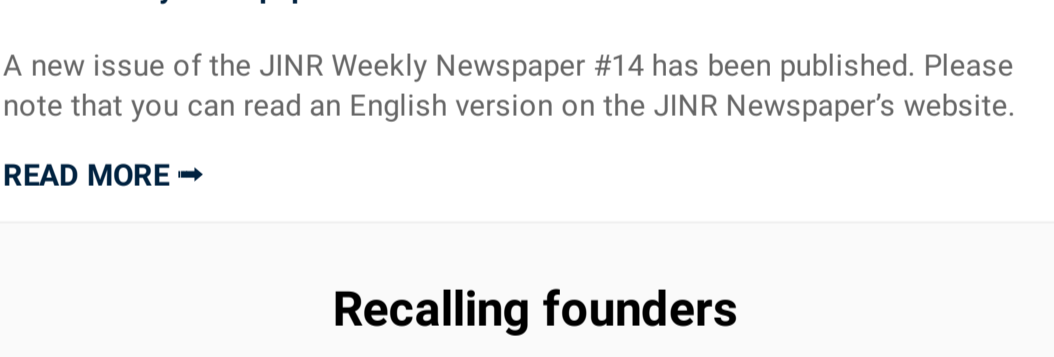 A new issue of the JINR Weekly Newspaper #14 has been published. Please
note that you can read an English version on the JINR Newspaper’s website.
READ MORE ➡
Recalling founders